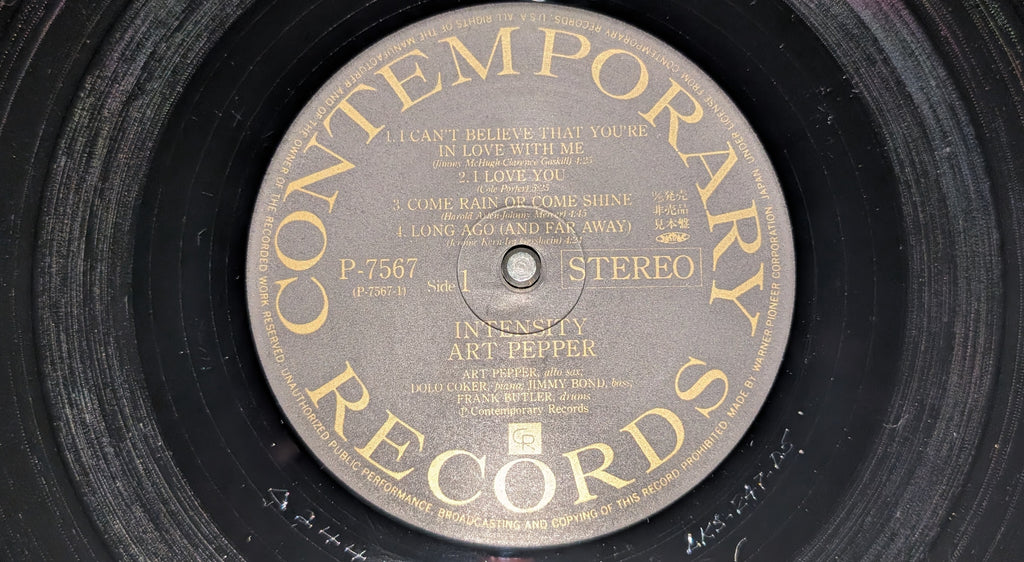 CONTEMPORARY
1. I CAN'T BELIEVE THAT YOU'RE
IN LOVE WITH ME
(Jimmy McHugh-Clarence Gaskill) 4:25
2. I LOVE YOU
(Cole Porter)
3. COME RAIN OR COME SHINE
(Harold Arlen-Johnny Mercer) 4:45
4. LONG AGO (AND FAR AWAY)
4:21
非売品
見本盤
P-7567
(P-7567-1)
Side 1
STEREO
INTENSITY
ART PEPPER
ART PEPPER, alto sax;
DOLO COKER, piano; JIMMY BOND, bass;
FRANK BUTLER, drums
℗ Contemporary Records
CR
RECORDS
OF THE MANUFACTURER AND OF THE OWNER OF THE RECORDED WORK RESERVED. UNAUTHORIZED PUBLIC PERFORMANCE, BROADCASTING AND COPYING OF THIS RECORD PROHIBITED. MADE BY WARNER-PIONEER CORPORATION, JAPAN UNDER LICENSE FROM CONTEMPORARY RECORDS, U.S.A. ALL RIGHTS